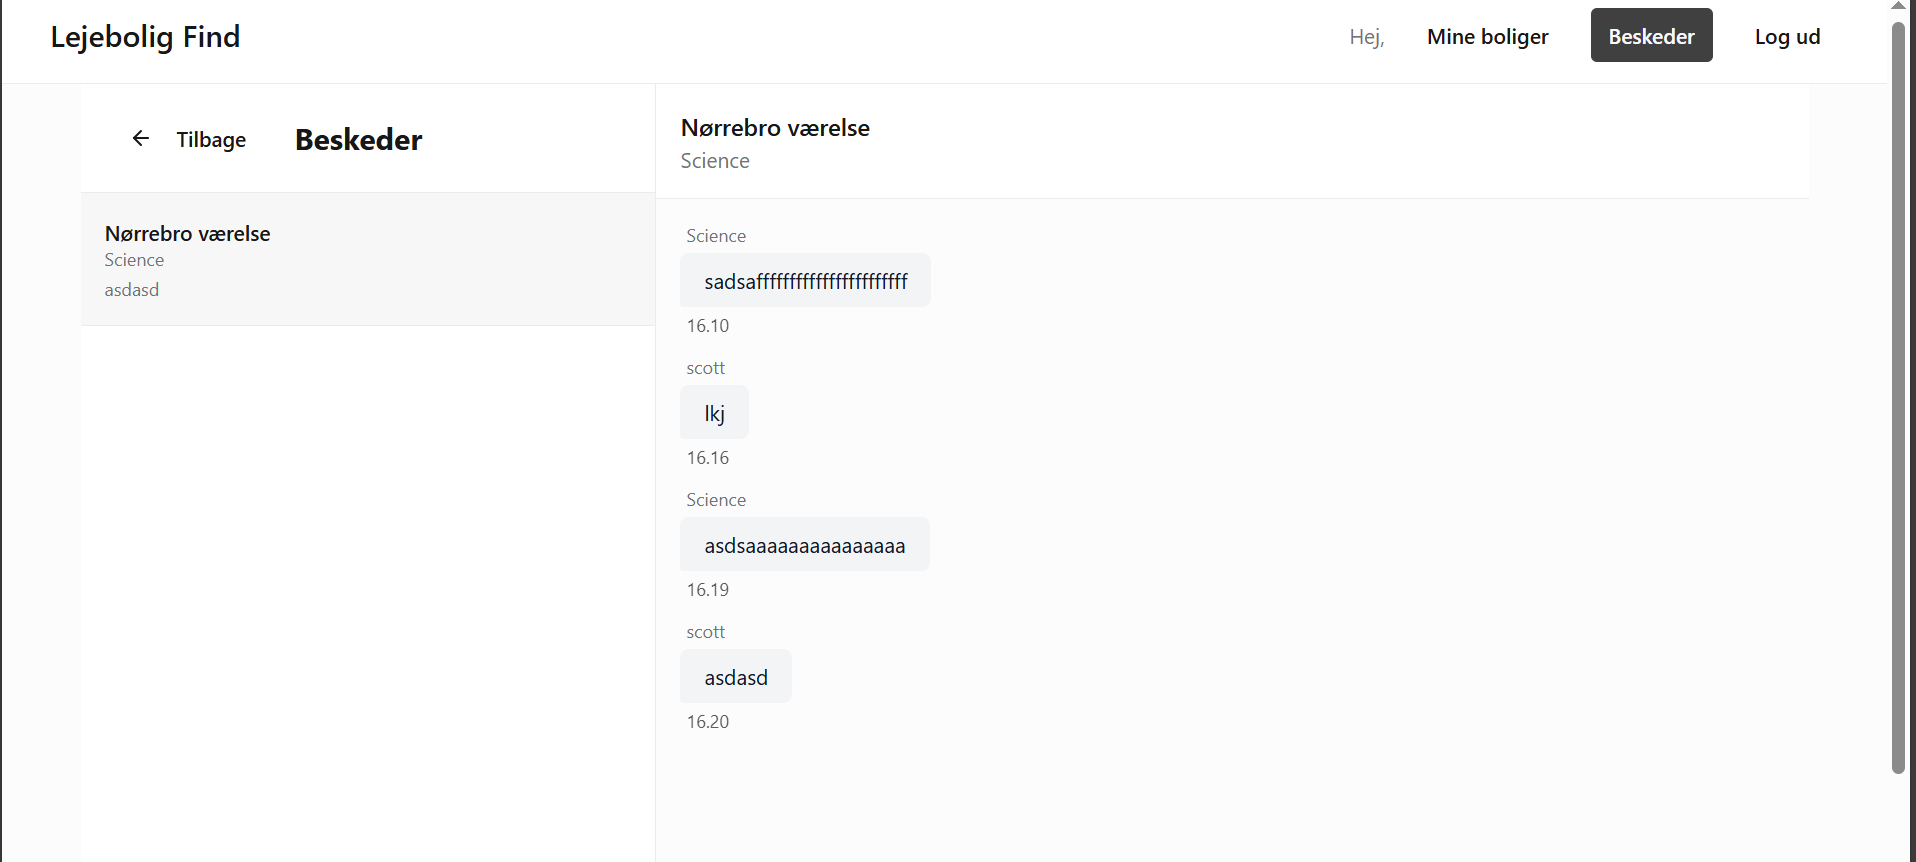 Lejebolig Find
Hej,
Mine boliger
Beskeder
Log ud
Tilbage
Beskeder
Nørrebro værelse
Science
asdasd
Nørrebro værelse
Science
Science
sadsafffffffffffffffffffffff
16.10
scott
lkj
16.16
Science
asdsaaaaaaaaaaaaaaa
16.19
scott
asdasd
16.20